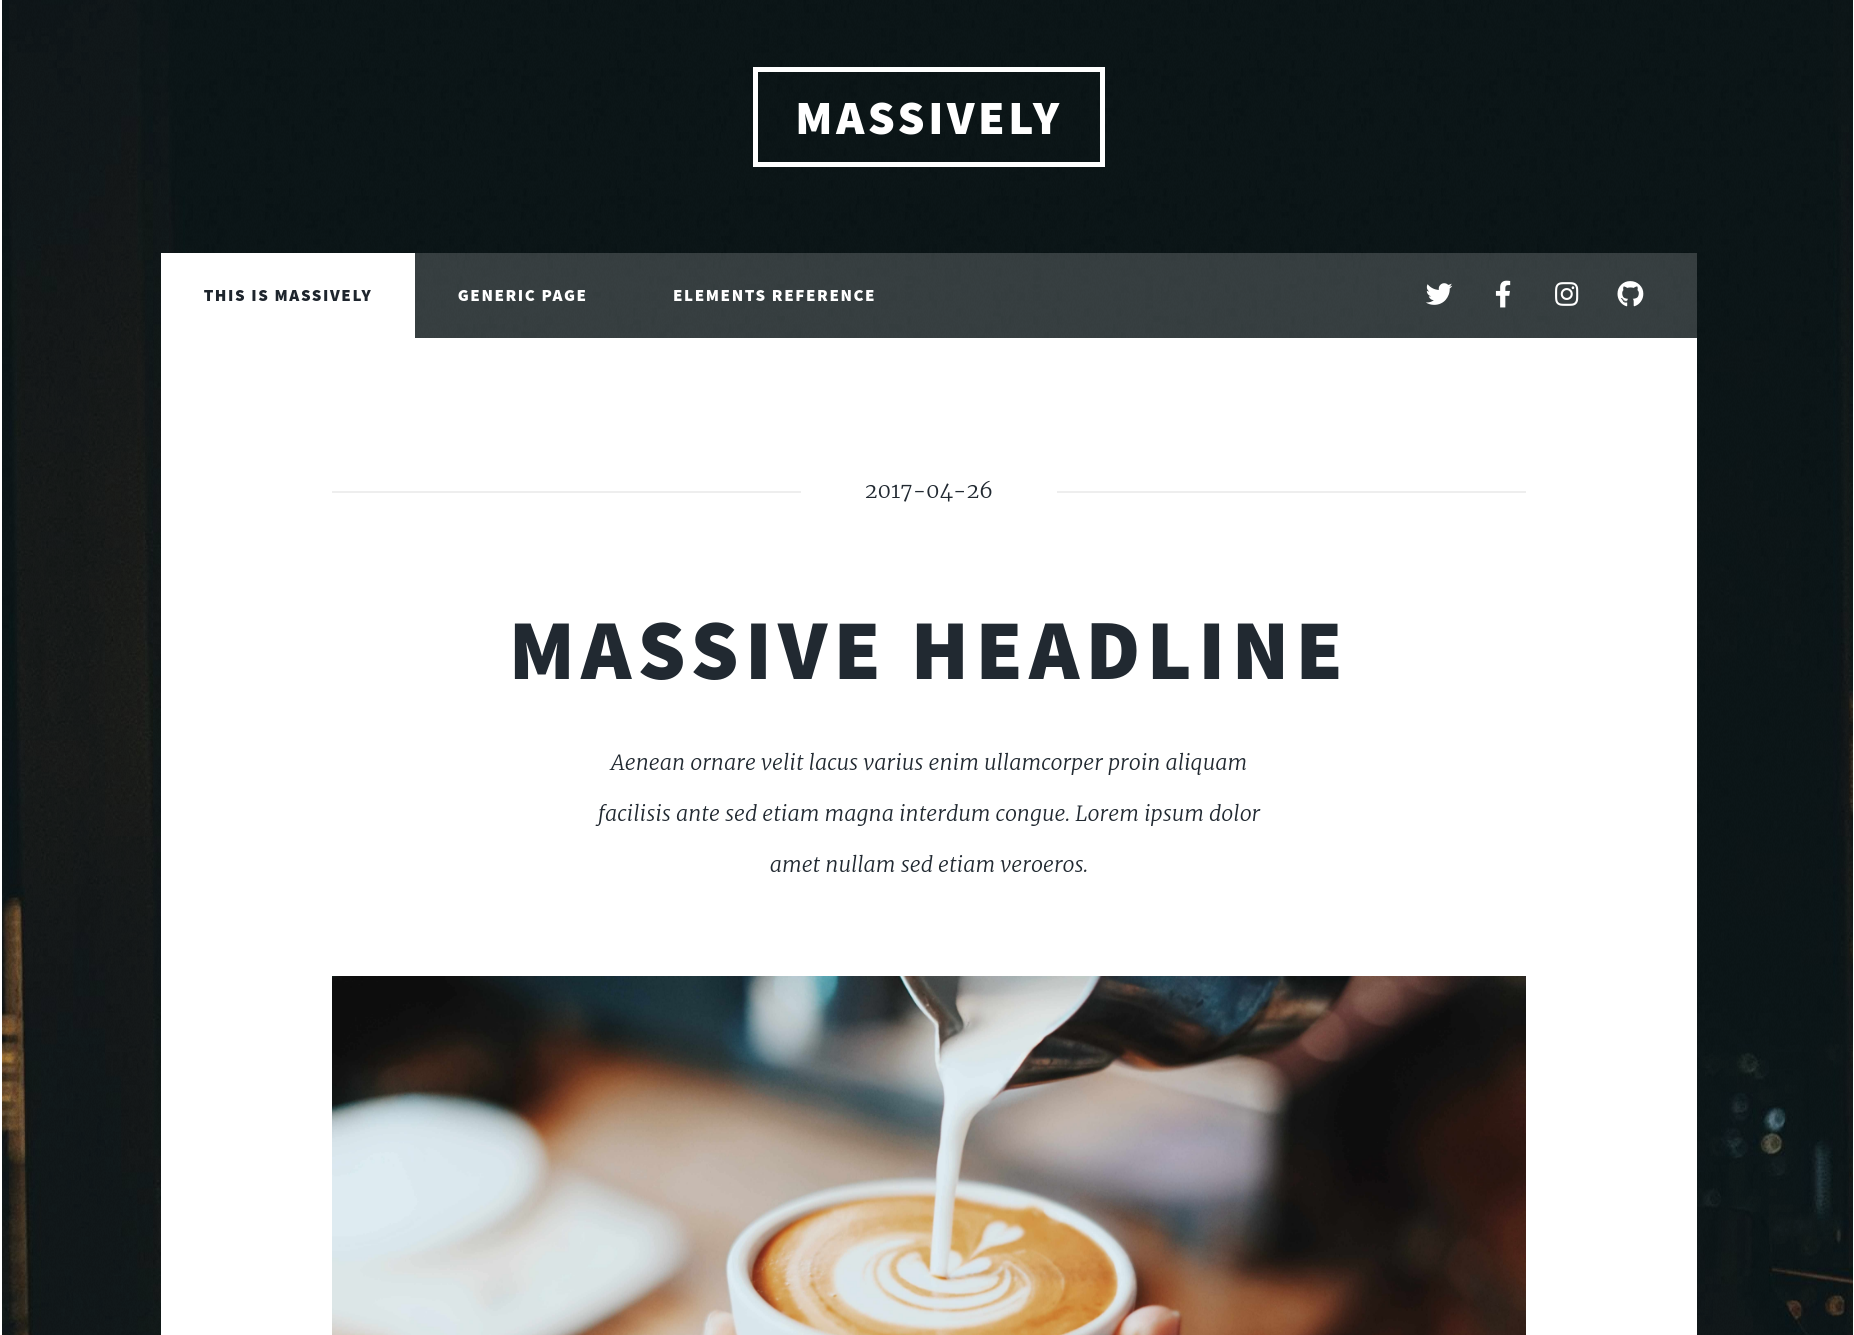 MASSIVELY
THIS IS MASSIVELY
GENERIC PAGE
ELEMENTS REFERENCE
2017-04-26
MASSIVE HEADLINE
Aenean ornare velit lacus varius enim ullamcorper proin aliquam
facilisis ante sed etiam magna interdum congue. Lorem ipsum dolor
amet nullam sed etiam veroeros.